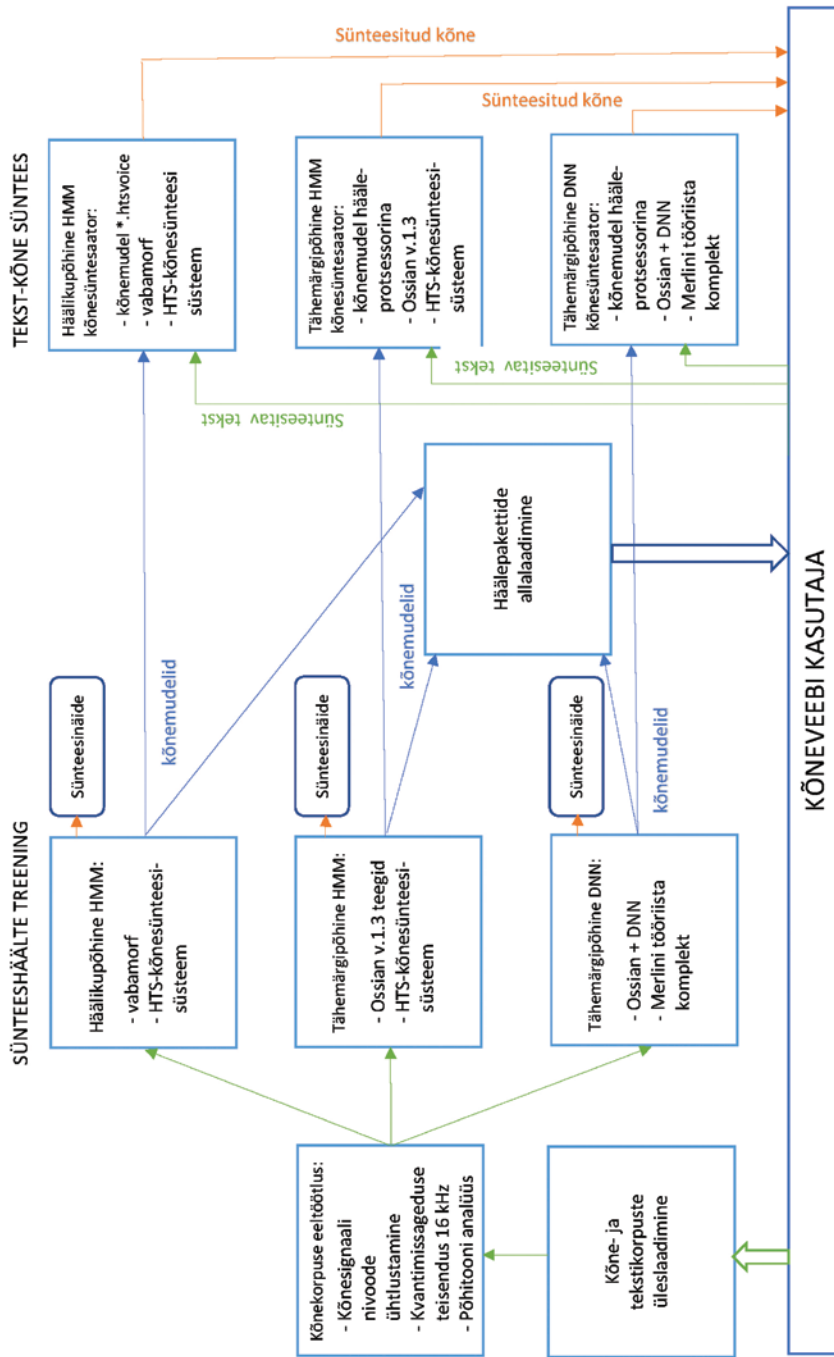 SÜNTEESHÄÄLTE TREENING
TEKST-KÕNE SÜNTEES
Kõnekorpuse eeltöötlus:
- Kõnesignaali
nivoode
ühtlustamine
- Kvantimissageduse
teisendus 16 kHz
- Põhitooni analüüs
Kõne- ja
tekstikorpuste
üleslaadimine
Häälikupõhine HMM:
- vabamorf
- HTS-kõnesünteesi-
süsteem
Sünteesinäide
kõnemudelid
Tähemärgipõhine HMM:
- Ossian v.1.3 teegid
- HTS-kõnesünteesi-
süsteem
Sünteesinäide
kõnemudelid
Tähemärgipõhine DNN:
- Ossian + DNN
- Merlini tööriista
komplekt
Sünteesinäide
kõnemudelid
Häälepakettide
allalaadimine
Häälikupõhine HMM
kõnesüntesaator:
- kõnemudel *.htsvoice
- vabamorf
- HTS-kõnesünteesi
süsteem
Sünteesitud kõne
Sünteesitav tekst
Tähemärgipõhine HMM
kõnesüntesaator:
- kõnemudel hääle-
protsessorina
- Ossian v.1.3
- HTS-kõnesünteesi-
süsteem
Sünteesitud kõne
Sünteesitav tekst
Tähemärgipõhine DNN
kõnesüntesaator:
- kõnemudel hääle-
protsessorina
- Ossian + DNN
- Merlini tööriista
komplekt
KÕNEVEEBI KASUTAJA